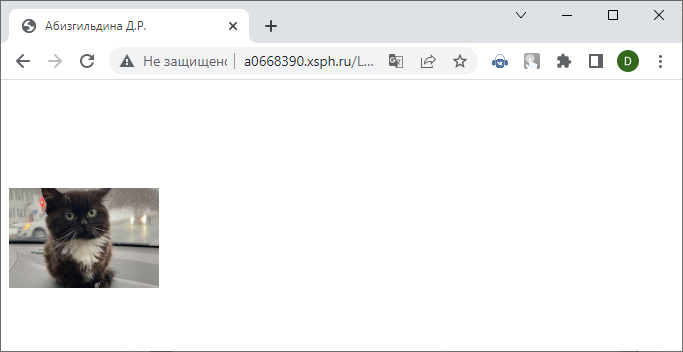 Абизгильдина Д.Р.
Не защищено a0668390.xsph.ru/L...
D